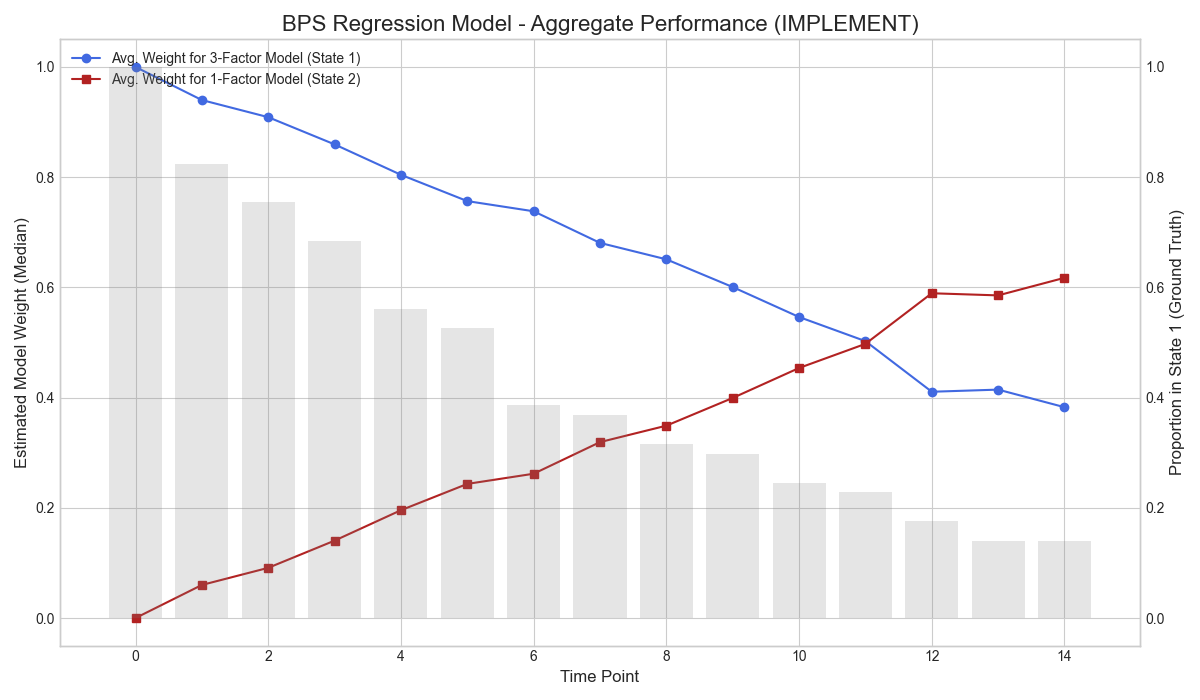 BPS Regression Model - Aggregate Performance (IMPLEMENT)
Avg. Weight for 3-Factor Model (State 1)
Avg. Weight for 1-Factor Model (State 2)
Estimated Model Weight (Median)
1.0
0.8
0.6
0.4
0.2
0.0
1.0
0.8
0.6
0.4
0.2
0.0
Proportion in State 1 (Ground Truth)
0 2 4 6 8 10 12 14
Time Point